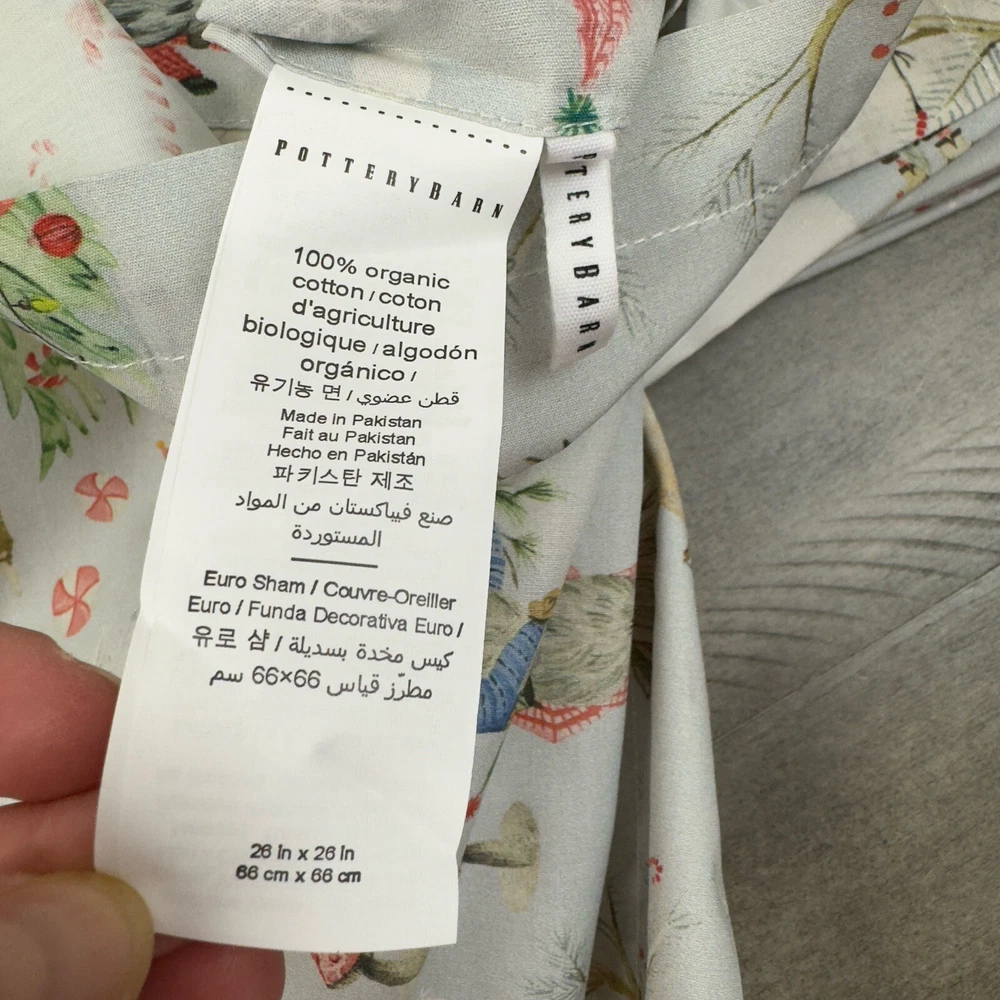 POTTERYBARN
100% organic
cotton / coton
d'agriculture
biologique / algodón
orgánico /
유기농 면 / قطن عضوي
Made in Pakistan
Fait au Pakistan
Hecho en Pakistán
파키스탄 제조
صنع فيباكستان من المواد
المستوردة
Euro Sham / Couvre-Oreiller
Euro / Funda Decorativa Euro /
유로 샴 / كيس مخدة بسديلة
مطرّز قياس 66×66 سم
26 in x 26 in
66 cm x 66 cm
TTERYBARN